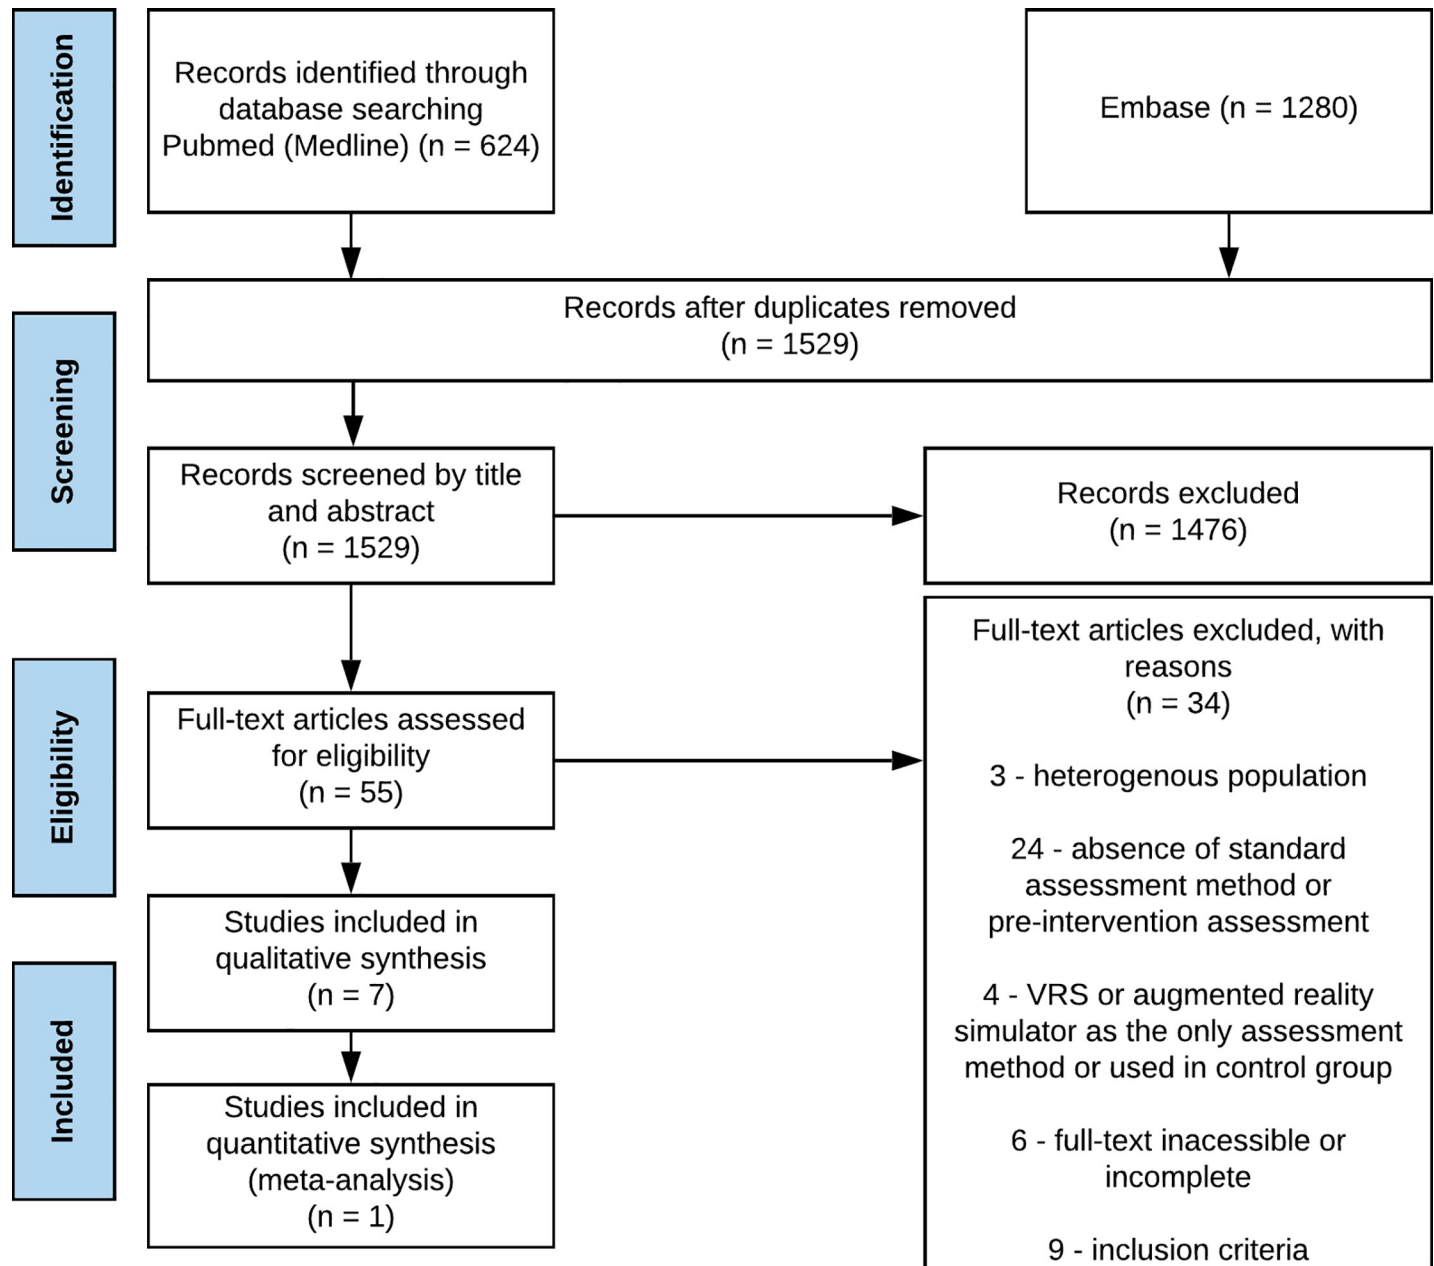 Identification
Records identified through
database searching
Pubmed (Medline) (n = 624)
Embase (n = 1280)
Records after duplicates removed
(n = 1529)
Screening
Records screened by title
and abstract
(n = 1529)
Records excluded
(n = 1476)
Eligibility
Full-text articles assessed
for eligibility
(n = 55)
Full-text articles excluded, with
reasons
(n = 34)
3 - heterogenous population
24 - absence of standard
assessment method or
pre-intervention assessment
4 - VRS or augmented reality
simulator as the only assessment
method or used in control group
6 - full-text inacessible or
incomplete
9 - inclusion criteria
Studies included in
qualitative synthesis
(n = 7)
Included
Studies included in
quantitative synthesis
(meta-analysis)
(n = 1)